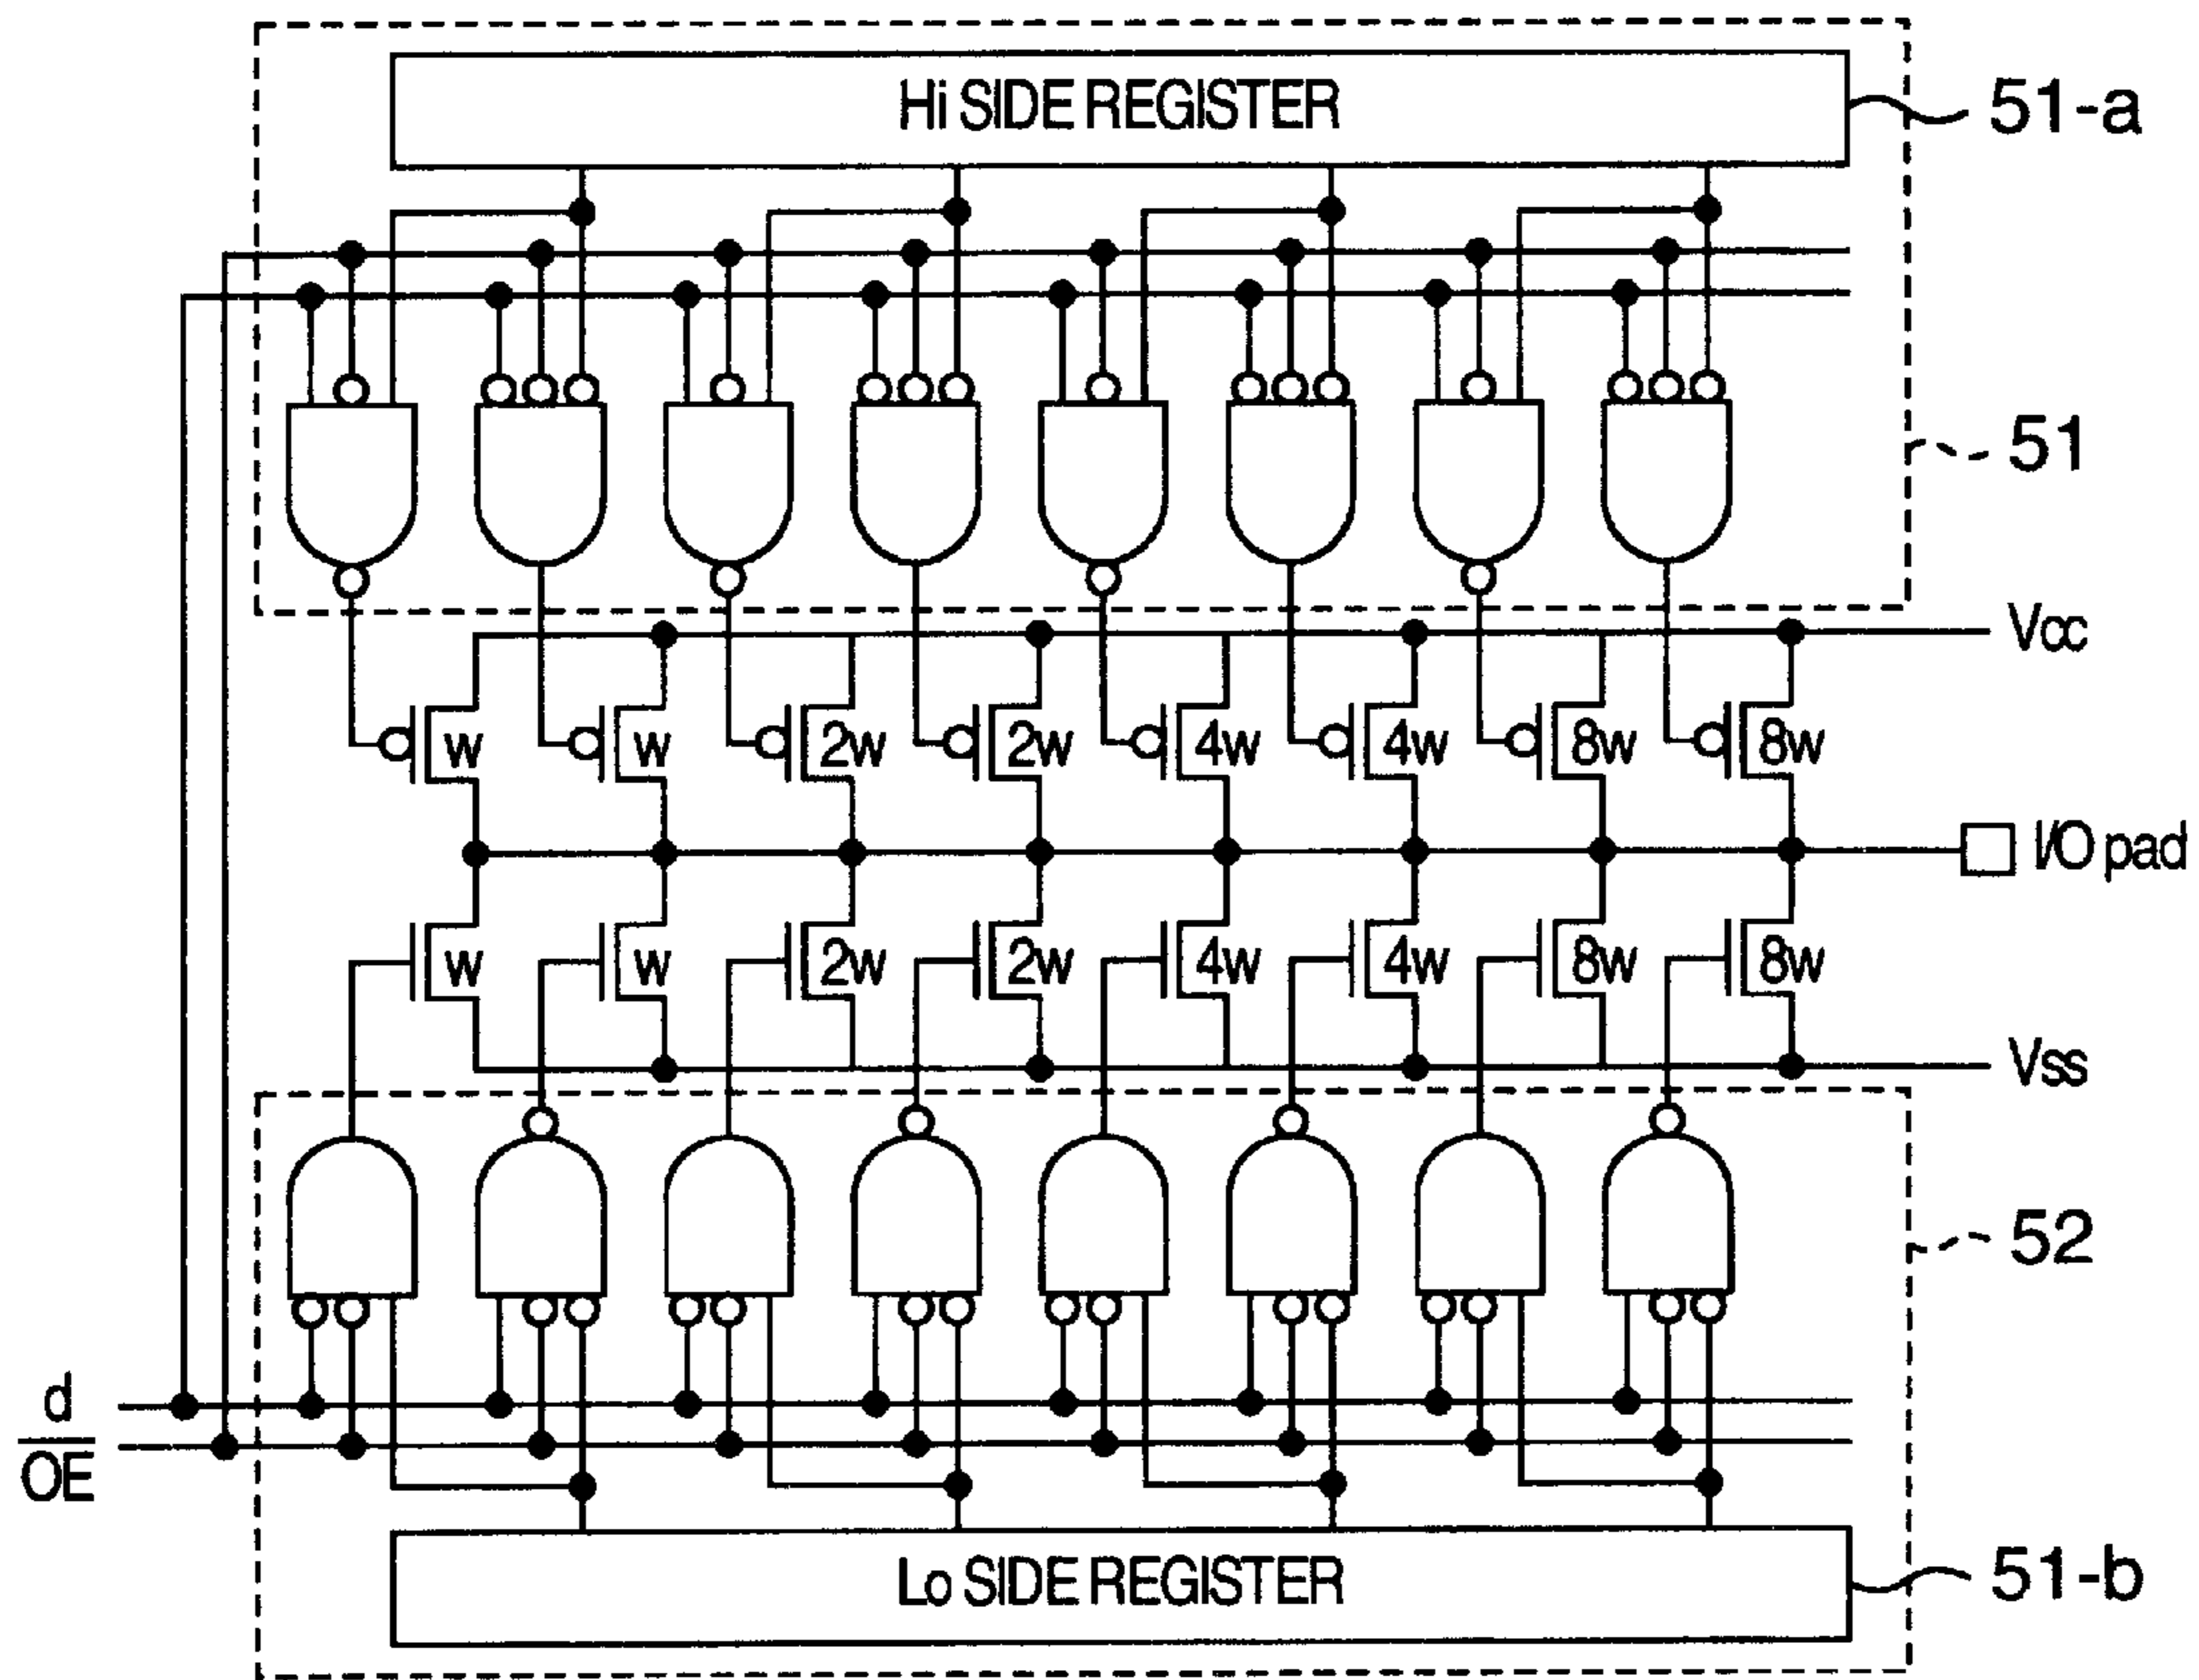 Hi SIDE REGISTER
51-a
51
Vcc
w w 2w 2w 4w 4w 8w 8w
I/O pad
w w 2w 2w 4w 4w 8w 8w
Vss
52
d
OE
Lo SIDE REGISTER
51-b